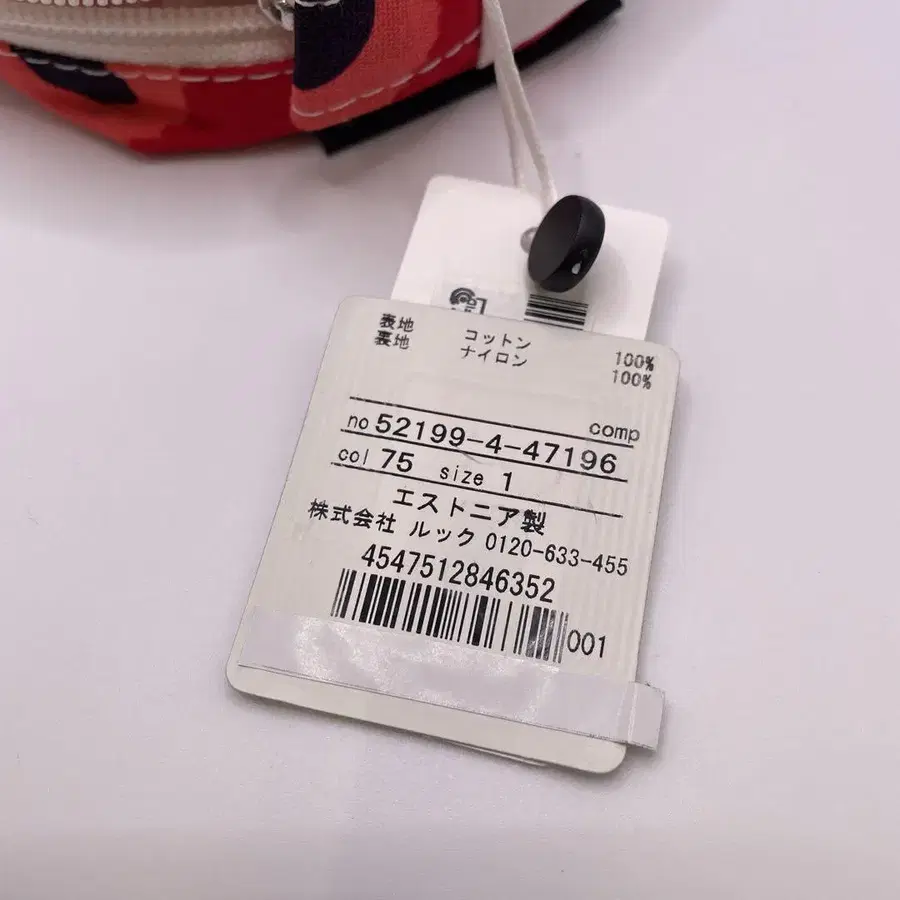 表地 コットン 100%
裏地 ナイロン 100%
comp
no 52199-4-47196
col 75 size 1
エストニア製
株式会社 ルック 0120-633-455
4547512846352
001